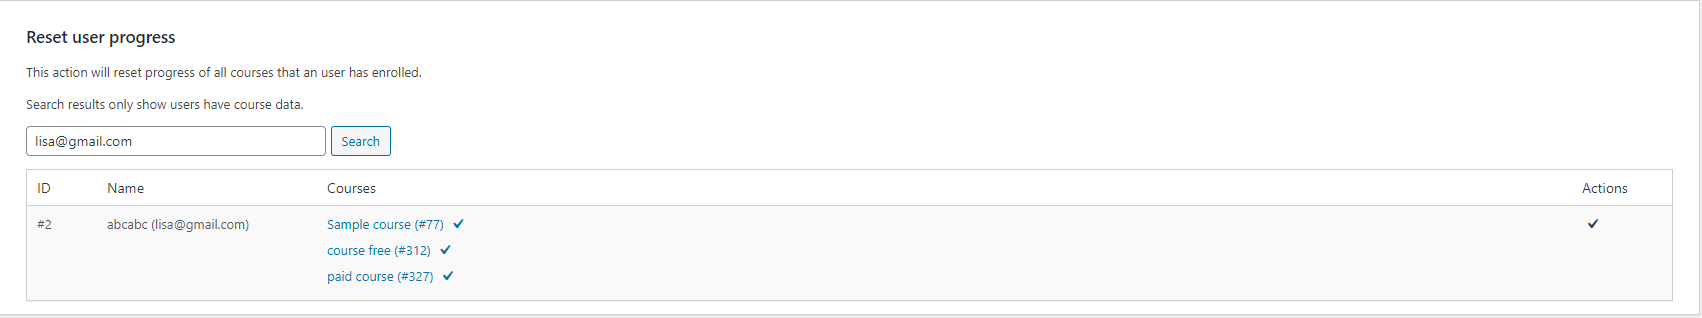 Reset user progress
This action will reset progress of all courses that an user has enrolled.
Search results only show users have course data.
lisa@gmail.com Search
ID Name Courses Actions
#2 abcabc (lisa@gmail.com) Sample course (#77)
course free (#312)
paid course (#327)